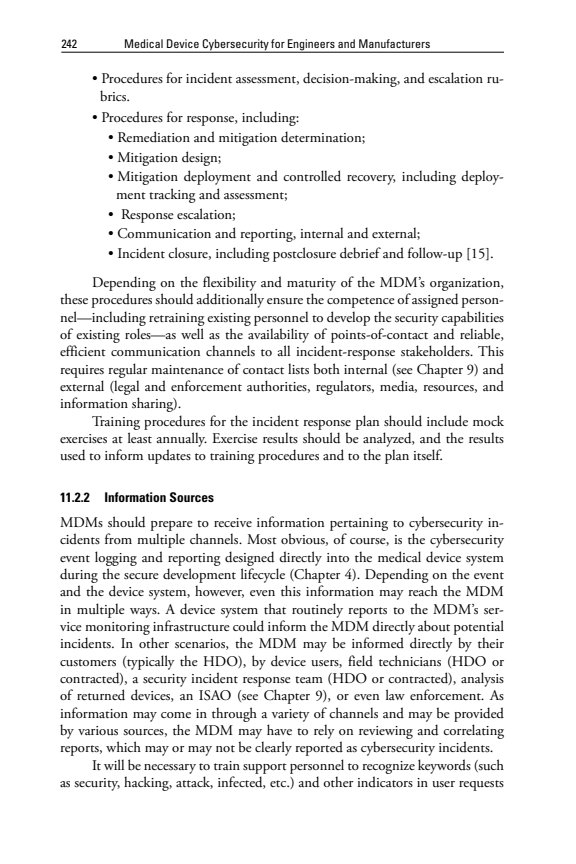 242 Medical Device Cybersecurity for Engineers and Manufacturers
• Procedures for incident assessment, decision-making, and escalation ru-
brics.
• Procedures for response, including:
• Remediation and mitigation determination;
• Mitigation design;
• Mitigation deployment and controlled recovery, including deploy-
ment tracking and assessment;
• Response escalation;
• Communication and reporting, internal and external;
• Incident closure, including postclosure debrief and follow-up [15].
Depending on the flexibility and maturity of the MDM’s organization,
these procedures should additionally ensure the competence of assigned person-
nel—including retraining existing personnel to develop the security capabilities
of existing roles—as well as the availability of points-of-contact and reliable,
efficient communication channels to all incident-response stakeholders. This
requires regular maintenance of contact lists both internal (see Chapter 9) and
external (legal and enforcement authorities, regulators, media, resources, and
information sharing).
Training procedures for the incident response plan should include mock
exercises at least annually. Exercise results should be analyzed, and the results
used to inform updates to training procedures and to the plan itself.
11.2.2 Information Sources
MDMs should prepare to receive information pertaining to cybersecurity in-
cidents from multiple channels. Most obvious, of course, is the cybersecurity
event logging and reporting designed directly into the medical device system
during the secure development lifecycle (Chapter 4). Depending on the event
and the device system, however, even this information may reach the MDM
in multiple ways. A device system that routinely reports to the MDM’s ser-
vice monitoring infrastructure could inform the MDM directly about potential
incidents. In other scenarios, the MDM may be informed directly by their
customers (typically the HDO), by device users, field technicians (HDO or
contracted), a security incident response team (HDO or contracted), analysis
of returned devices, an ISAO (see Chapter 9), or even law enforcement. As
information may come in through a variety of channels and may be provided
by various sources, the MDM may have to rely on reviewing and correlating
reports, which may or may not be clearly reported as cybersecurity incidents.
It will be necessary to train support personnel to recognize keywords (such
as security, hacking, attack, infected, etc.) and other indicators in user requests